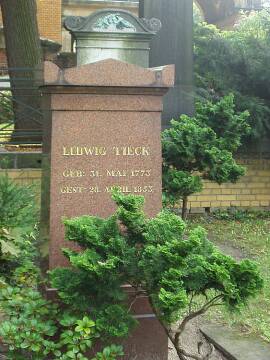 LUDWIG TIECK
GEB: 31. MAI 1773
GEST: 28. APRIL 1853